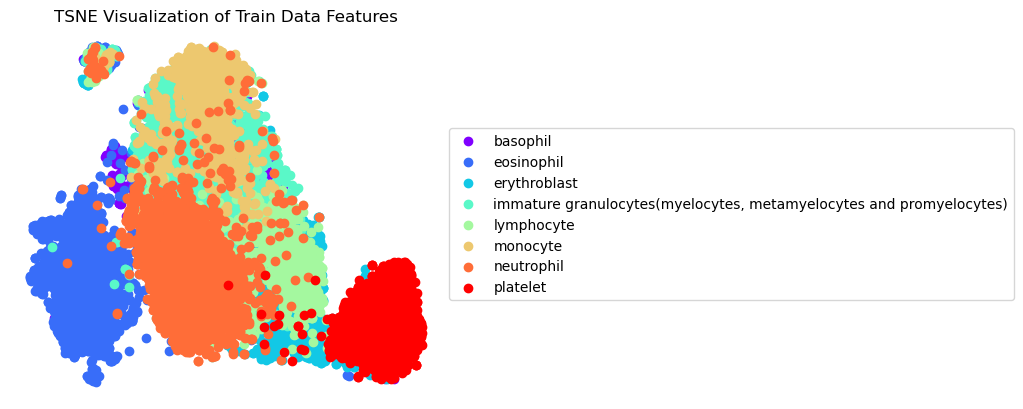 TSNE Visualization of Train Data Features
basophil
eosinophil
erythroblast
immature granulocytes(myelocytes, metamyelocytes and promyelocytes)
lymphocyte
monocyte
neutrophil
platelet